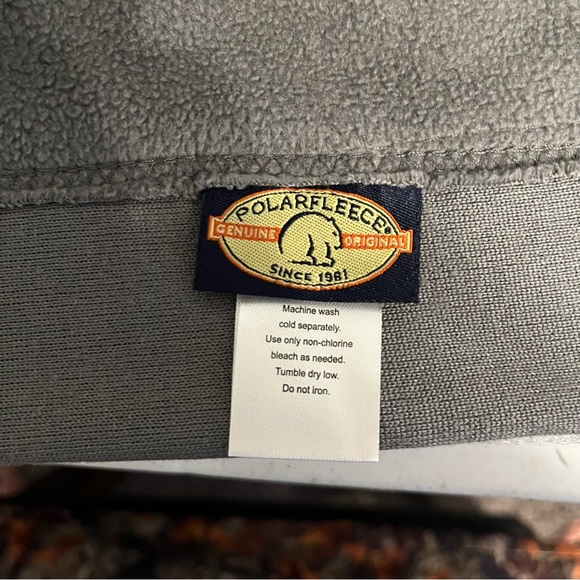 POLARFLEECE®
GENUINE ORIGINAL
SINCE 1981
Machine wash
cold separately.
Use only non-chlorine
bleach as needed.
Tumble dry low.
Do not iron.